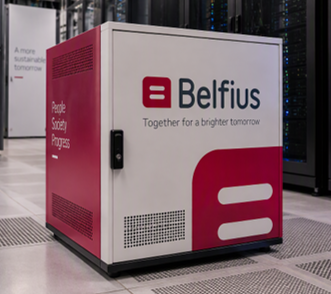 A more
sustainable
tomorrow
People
Society
Progress
Belfius
Together for a brighter tomorrow